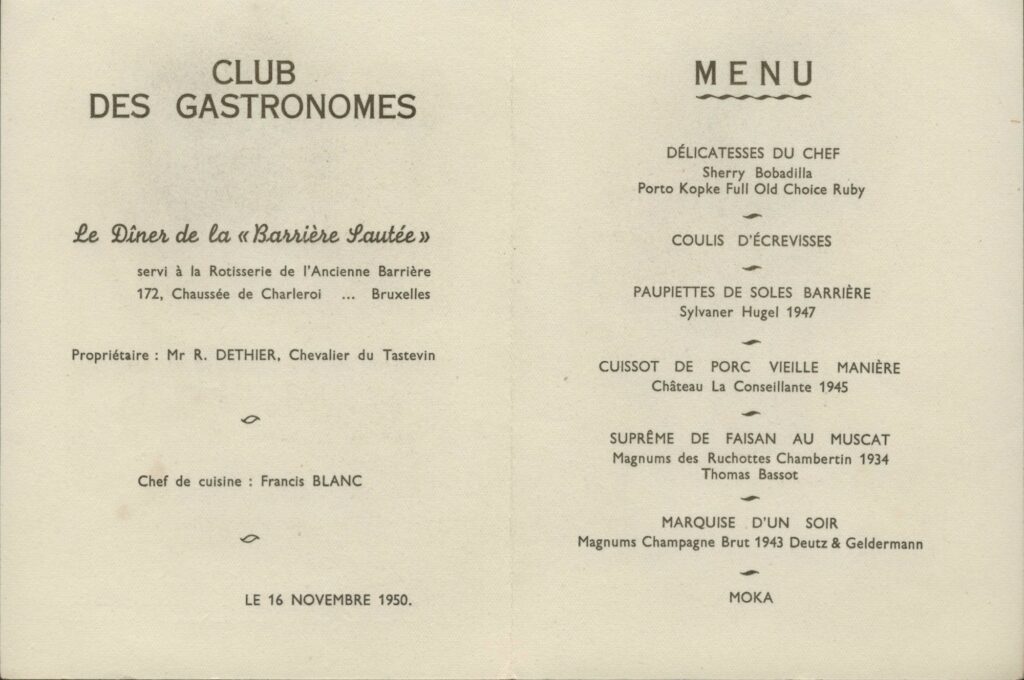 CLUB
DES GASTRONOMES
Le Dîner de la « Barrière Sautée »
servi à la Rotisserie de l'Ancienne Barrière
172, Chaussée de Charleroi ... Bruxelles
Propriétaire : Mr R. DETHIER, Chevalier du Tastevin
Chef de cuisine : Francis BLANC
LE 16 NOVEMBRE 1950.
MENU
DÉLICATESSES DU CHEF
Sherry Bobadilla
Porto Kopke Full Old Choice Ruby
COULIS D'ÉCREVISSES
PAUPIETTES DE SOLES BARRIÈRE
Sylvaner Hugel 1947
CUISSOT DE PORC VIEILLE MANIÈRE
Château La Conseillante 1945
SUPRÊME DE FAISAN AU MUSCAT
Magnums des Ruchottes Chambertin 1934
Thomas Bassot
MARQUISE D'UN SOIR
Magnums Champagne Brut 1943 Deutz & Geldermann
MOKA